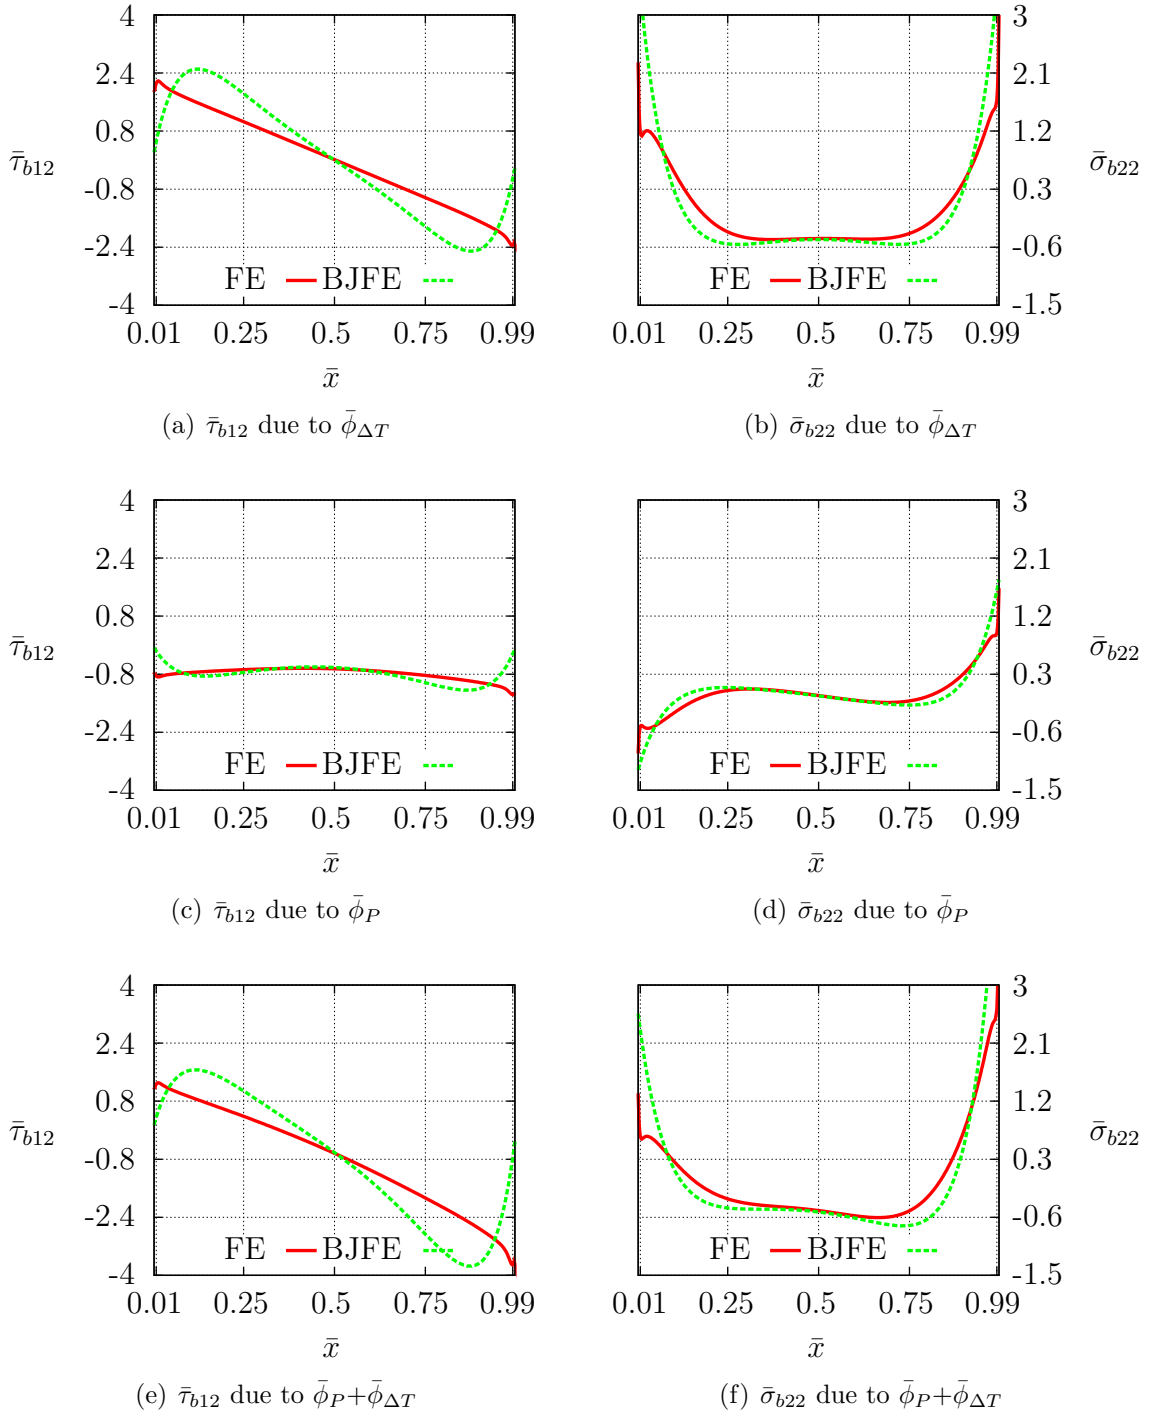 4 3
2.4 2.1
0.8 1.2
τ̄b12 σ̄b22
-0.8 0.3
-2.4 -0.6
FE BJFE FE BJFE
-4 -1.5
0.01 0.25 0.5 0.75 0.99 0.01 0.25 0.5 0.75 0.99
x̄ x̄
(a) τ̄b12 due to ϕ̄ΔT (b) σ̄b22 due to ϕ̄ΔT
4 3
2.4 2.1
0.8 1.2
τ̄b12 σ̄b22
-0.8 0.3
-2.4 -0.6
FE BJFE FE BJFE
-4 -1.5
0.01 0.25 0.5 0.75 0.99 0.01 0.25 0.5 0.75 0.99
x̄ x̄
(c) τ̄b12 due to ϕ̄P (d) σ̄b22 due to ϕ̄P
4 3
2.4 2.1
0.8 1.2
τ̄b12 σ̄b22
-0.8 0.3
-2.4 -0.6
FE BJFE FE BJFE
-4 -1.5
0.01 0.25 0.5 0.75 0.99 0.01 0.25 0.5 0.75 0.99
x̄ x̄
(e) τ̄b12 due to ϕ̄P+ϕ̄ΔT (f) σ̄b22 due to ϕ̄P+ϕ̄ΔT